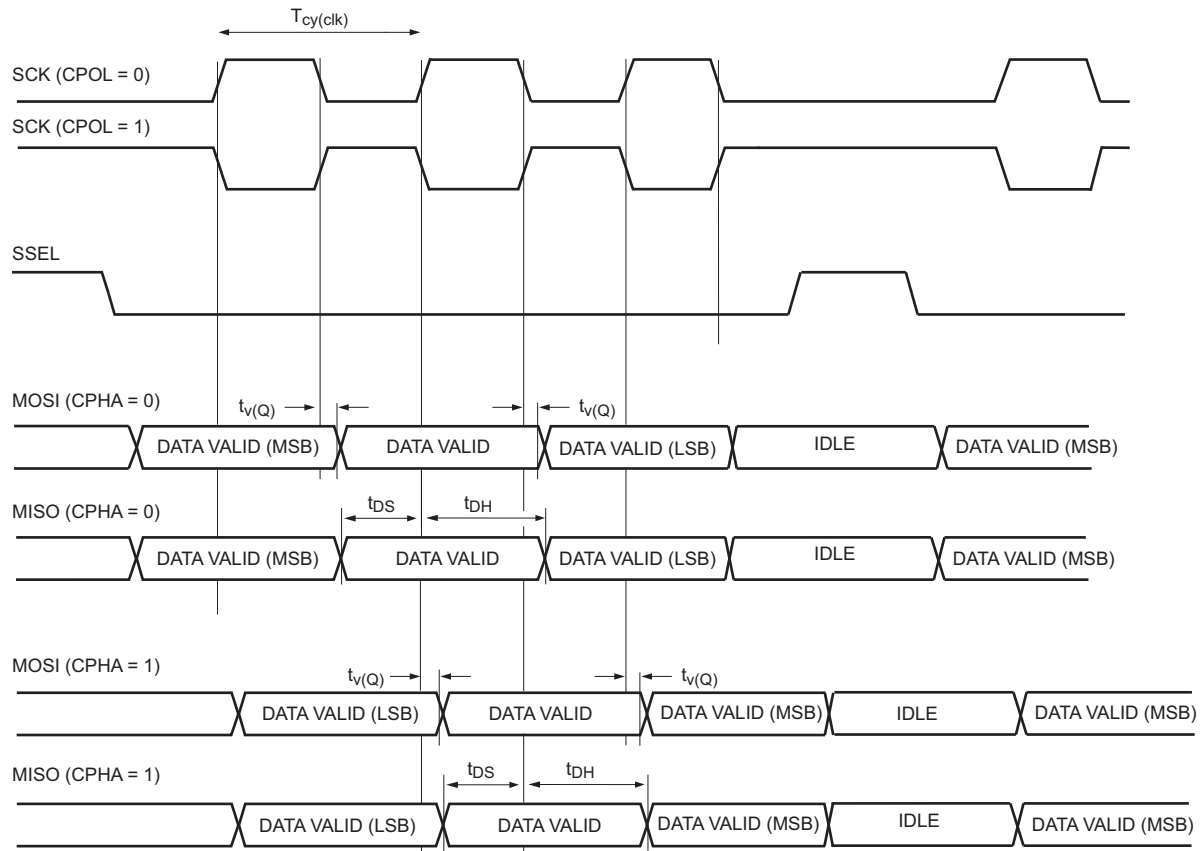 Tcy(clk)
SCK (CPOL = 0)
SCK (CPOL = 1)
SSEL
MOSI (CPHA = 0)
tv(Q) tv(Q)
DATA VALID (MSB) DATA VALID DATA VALID (LSB) IDLE DATA VALID (MSB)
MISO (CPHA = 0)
tDS tDH
DATA VALID (MSB) DATA VALID DATA VALID (LSB) IDLE DATA VALID (MSB)
MOSI (CPHA = 1)
tv(Q) tv(Q)
DATA VALID (LSB) DATA VALID DATA VALID (MSB) IDLE DATA VALID (MSB)
MISO (CPHA = 1)
tDS tDH
DATA VALID (LSB) DATA VALID DATA VALID (MSB) IDLE DATA VALID (MSB)